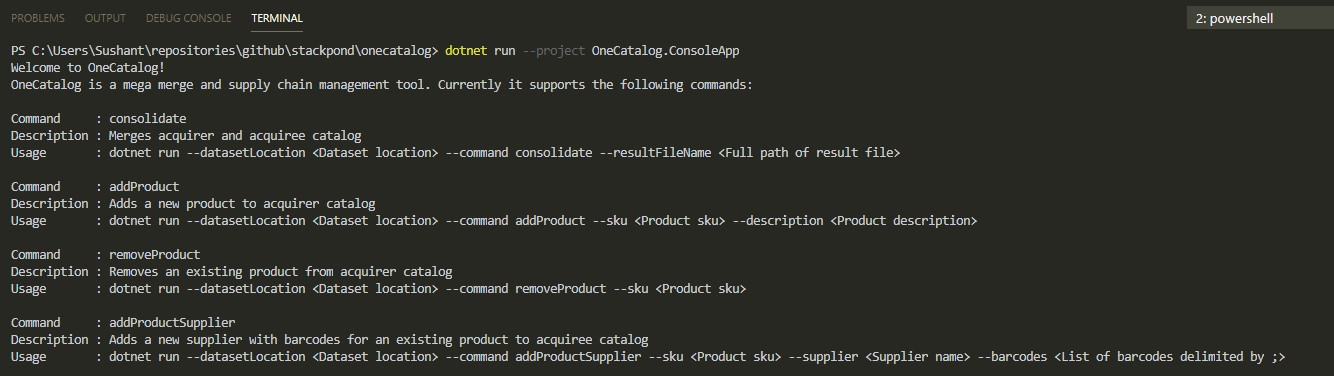 PROBLEMS OUTPUT DEBUG CONSOLE TERMINAL 2: powershell
PS C:\Users\Sushant\repositories\github\stackpond\onecatalog> dotnet run --project OneCatalog.ConsoleApp
Welcome to OneCatalog!
OneCatalog is a mega merge and supply chain management tool. Currently it supports the following commands:
Command : consolidate
Description : Merges acquirer and acquiree catalog
Usage : dotnet run --datasetLocation <Dataset location> --command consolidate --resultFileName <Full path of result file>
Command : addProduct
Description : Adds a new product to acquirer catalog
Usage : dotnet run --datasetLocation <Dataset location> --command addProduct --sku <Product sku> --description <Product description>
Command : removeProduct
Description : Removes an existing product from acquirer catalog
Usage : dotnet run --datasetLocation <Dataset location> --command removeProduct --sku <Product sku>
Command : addProductSupplier
Description : Adds a new supplier with barcodes for an existing product to acquiree catalog
Usage : dotnet run --datasetLocation <Dataset location> --command addProductSupplier --sku <Product sku> --supplier <Supplier name> --barcodes <List of barcodes delimited by ;>